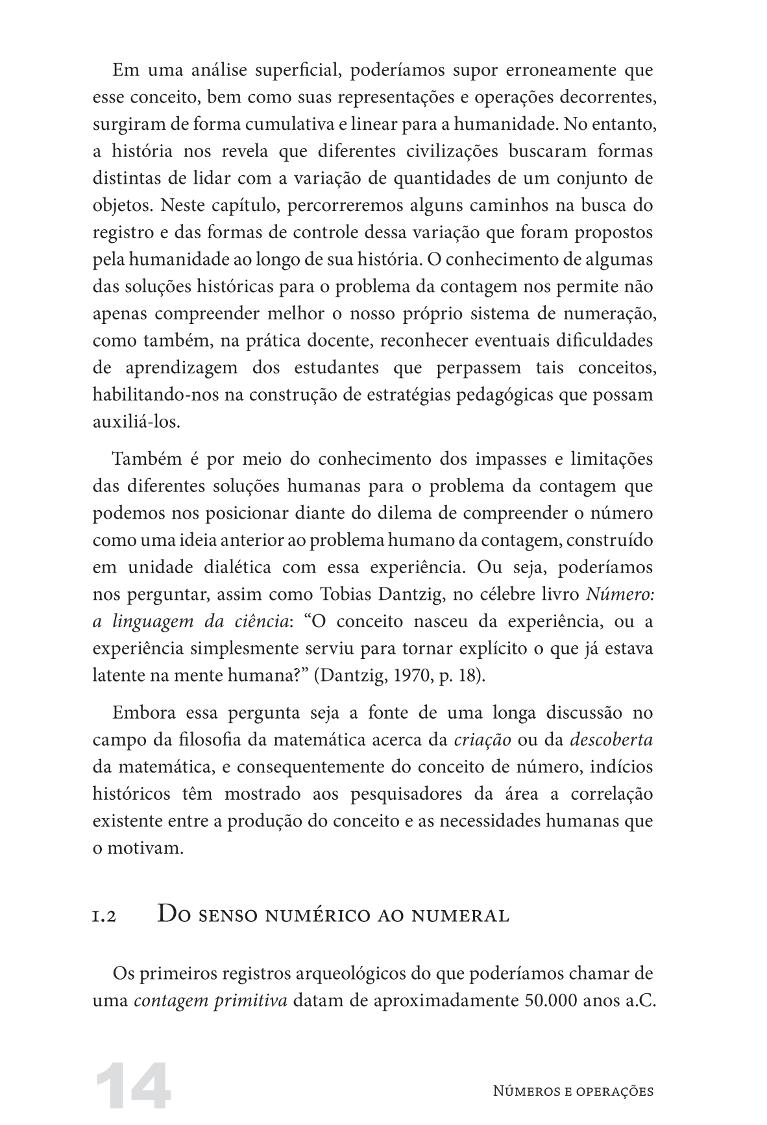 Em uma análise superficial, poderíamos supor erroneamente que
esse conceito, bem como suas representações e operações decorrentes,
surgiram de forma cumulativa e linear para a humanidade. No entanto,
a história nos revela que diferentes civilizações buscaram formas
distintas de lidar com a variação de quantidades de um conjunto de
objetos. Neste capítulo, percorreremos alguns caminhos na busca do
registro e das formas de controle dessa variação que foram propostos
pela humanidade ao longo de sua história. O conhecimento de algumas
das soluções históricas para o problema da contagem nos permite não
apenas compreender melhor o nosso próprio sistema de numeração,
como também, na prática docente, reconhecer eventuais dificuldades
de aprendizagem dos estudantes que perpassem tais conceitos,
habilitando-nos na construção de estratégias pedagógicas que possam
auxiliá-los.
Também é por meio do conhecimento dos impasses e limitações
das diferentes soluções humanas para o problema da contagem que
podemos nos posicionar diante do dilema de compreender o número
como uma ideia anterior ao problema humano da contagem, construído
em unidade dialética com essa experiência. Ou seja, poderíamos
nos perguntar, assim como Tobias Dantzig, no célebre livro Número:
a linguagem da ciência: “O conceito nasceu da experiência, ou a
experiência simplesmente serviu para tornar explícito o que já estava
latente na mente humana?” (Dantzig, 1970, p. 18).
Embora essa pergunta seja a fonte de uma longa discussão no
campo da filosofia da matemática acerca da criação ou da descoberta
da matemática, e consequentemente do conceito de número, indícios
históricos têm mostrado aos pesquisadores da área a correlação
existente entre a produção do conceito e as necessidades humanas que
o motivam.
1.2 Do senso numérico ao numeral
Os primeiros registros arqueológicos do que poderíamos chamar de
uma contagem primitiva datam de aproximadamente 50.000 anos a.C.
14 Números e operações